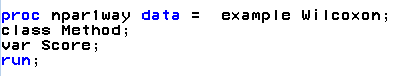 proc npar1way data = example Wilcoxon;
class Method;
var Score;
run;